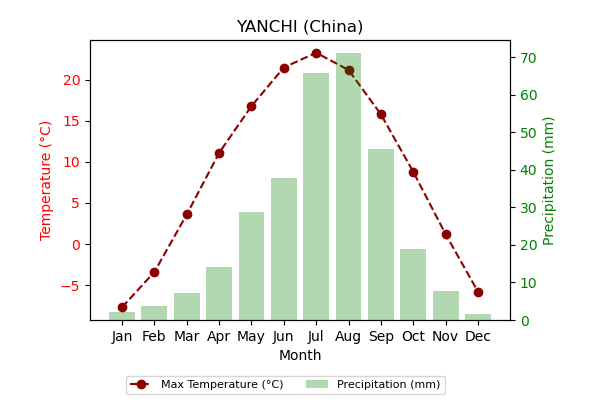 YANCHI (China)
Temperature (°C)
20
15
10
5
0
−5
70
60
50
40
30
20
10
0
Precipitation (mm)
Jan Feb Mar Apr May Jun Jul Aug Sep Oct Nov Dec
Month
Max Temperature (°C) Precipitation (mm)